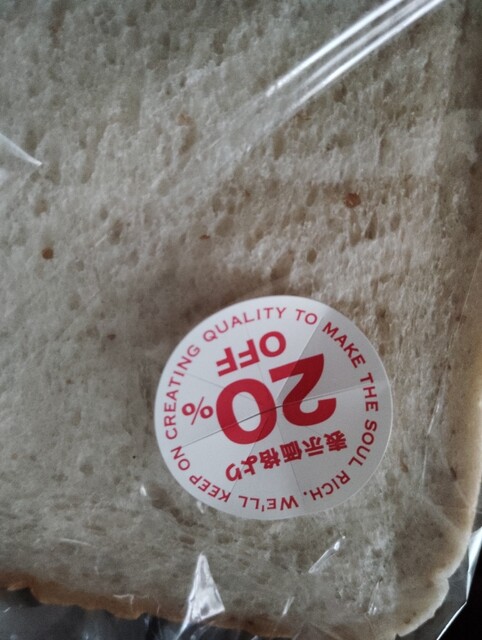 表示価格より
20%
OFF
WE'LL KEEP ON CREATING QUALITY TO MAKE THE SOUL RICH.